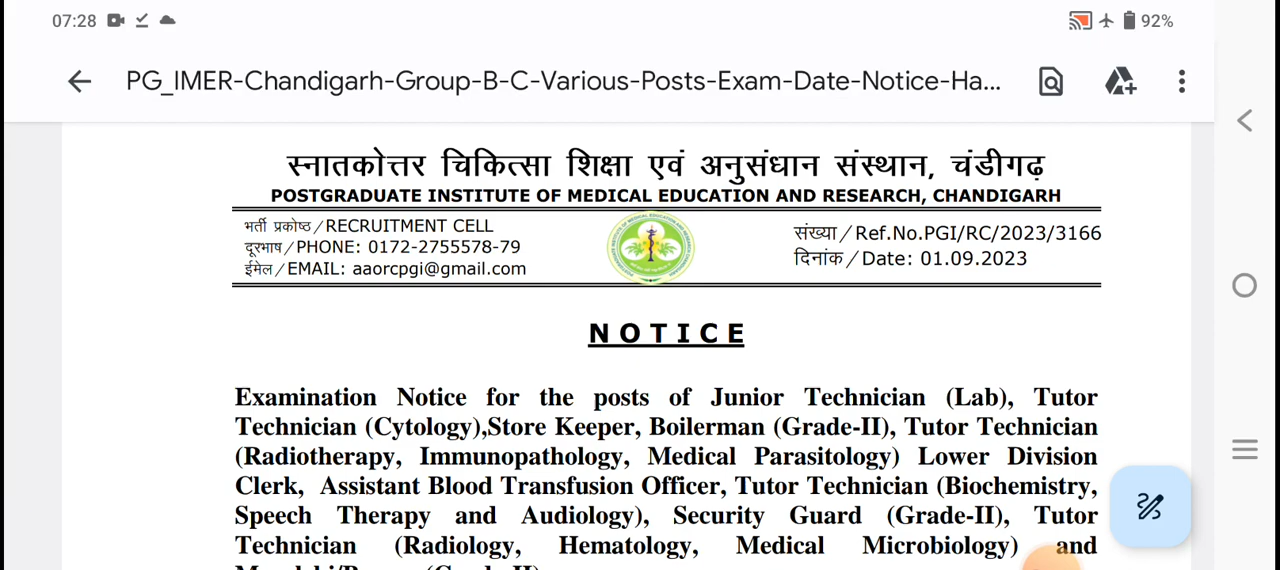 07:28
92%
PG_IMER-Chandigarh-Group-B-C-Various-Posts-Exam-Date-Notice-Ha...
स्नातकोत्तर चिकित्सा शिक्षा एवं अनुसंधान संस्थान, चंडीगढ़
POSTGRADUATE INSTITUTE OF MEDICAL EDUCATION AND RESEARCH, CHANDIGARH
भर्ती प्रकोष्ठ/RECRUITMENT CELL
दूरभाष/PHONE: 0172-2755578-79
ईमेल/EMAIL: aaorcpgi@gmail.com
संख्या/Ref.No.PGI/RC/2023/3166
दिनांक/Date: 01.09.2023
N O T I C E
Examination Notice for the posts of Junior Technician (Lab), Tutor
Technician (Cytology),Store Keeper, Boilerman (Grade-II), Tutor Technician
(Radiotherapy, Immunopathology, Medical Parasitology) Lower Division
Clerk, Assistant Blood Transfusion Officer, Tutor Technician (Biochemistry,
Speech Therapy and Audiology), Security Guard (Grade-II), Tutor
Technician (Radiology, Hematology, Medical Microbiology) and